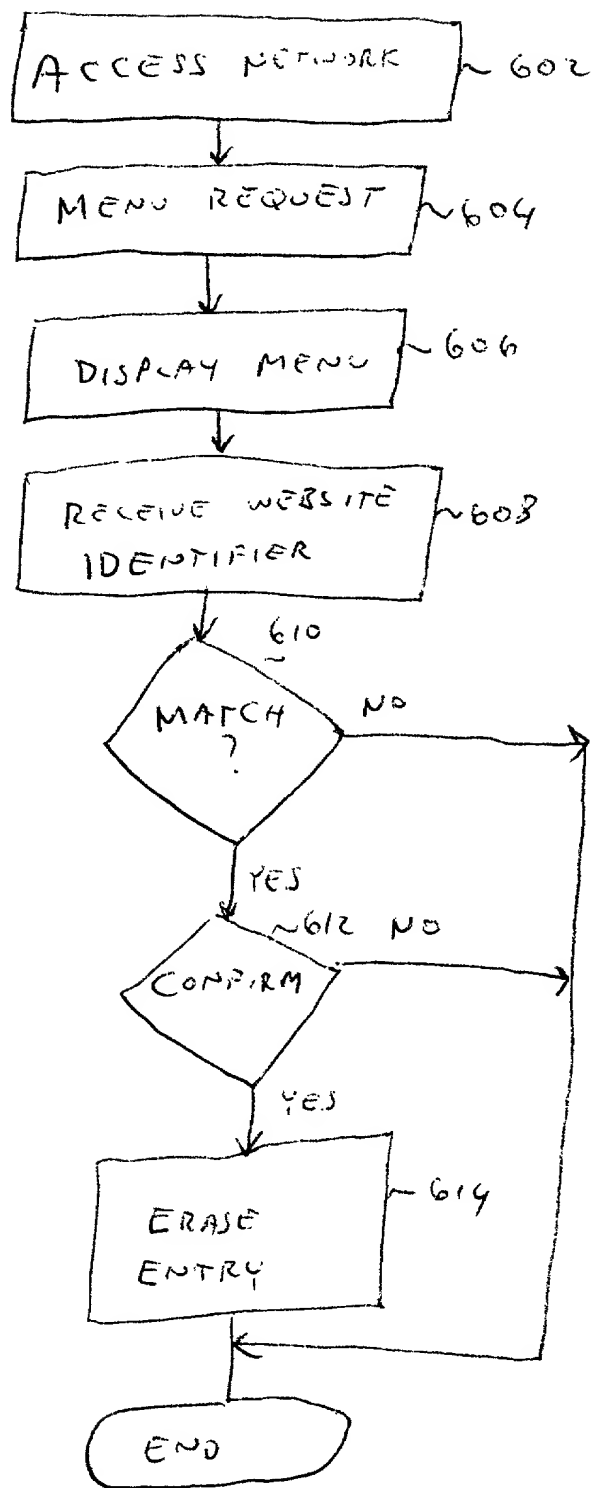 ACCESS NETWORK ~ 602
MENU REQUEST ~604
DISPLAY MENU ~ 606
RECEIVE WEBSITE ~608
IDENTIFIER
610
MATCH NO
?
YES
~612 NO
CONFIRM
YES
~ 614
ERASE
ENTRY
END